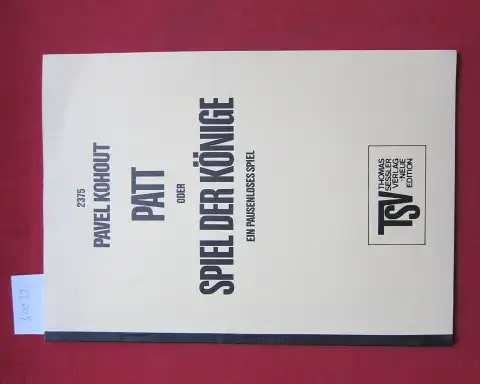 2375
PAVEL KOHOUT
PATT
ODER
SPIEL DER KÖNIGE
EIN PAUSENLOSES SPIEL
TSV
THOMAS
SESSLER
VERLAG
NEUE
EDITION